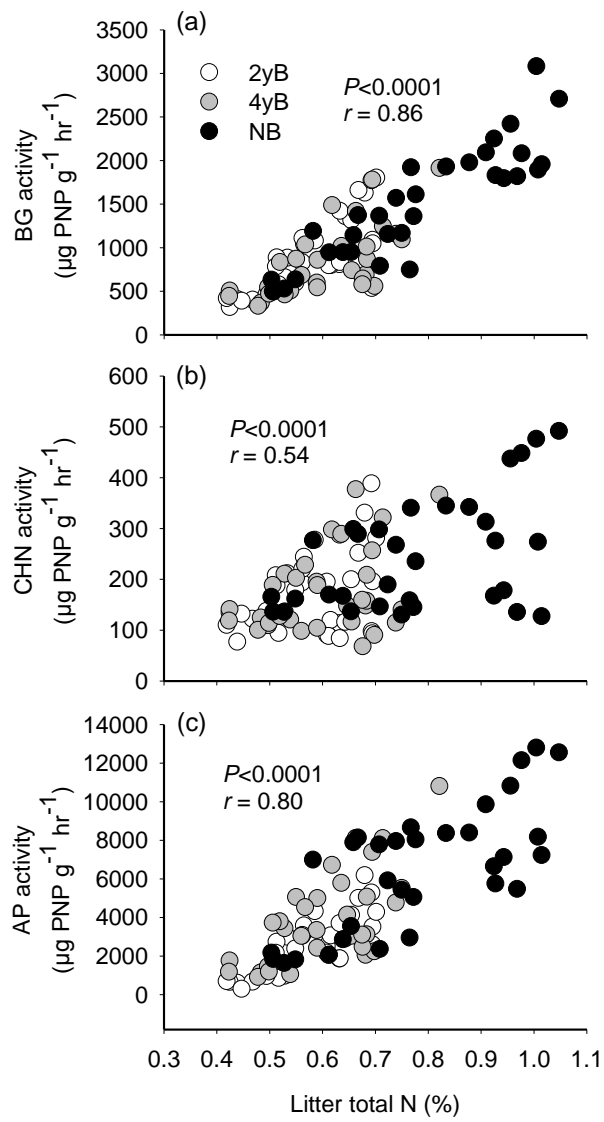 (a)
3500
3000
2500
2000
1500
1000
500
0
BG activity
(µg PNP g⁻¹ hr⁻¹)
2yB
4yB
NB
P<0.0001
r = 0.86
(b)
600
500
400
300
200
100
0
CHN activity
(µg PNP g⁻¹ hr⁻¹)
P<0.0001
r = 0.54
(c)
14000
12000
10000
8000
6000
4000
2000
0
AP activity
(µg PNP g⁻¹ hr⁻¹)
P<0.0001
r = 0.80
0.3 0.4 0.5 0.6 0.7 0.8 0.9 1.0 1.1
Litter total N (%)